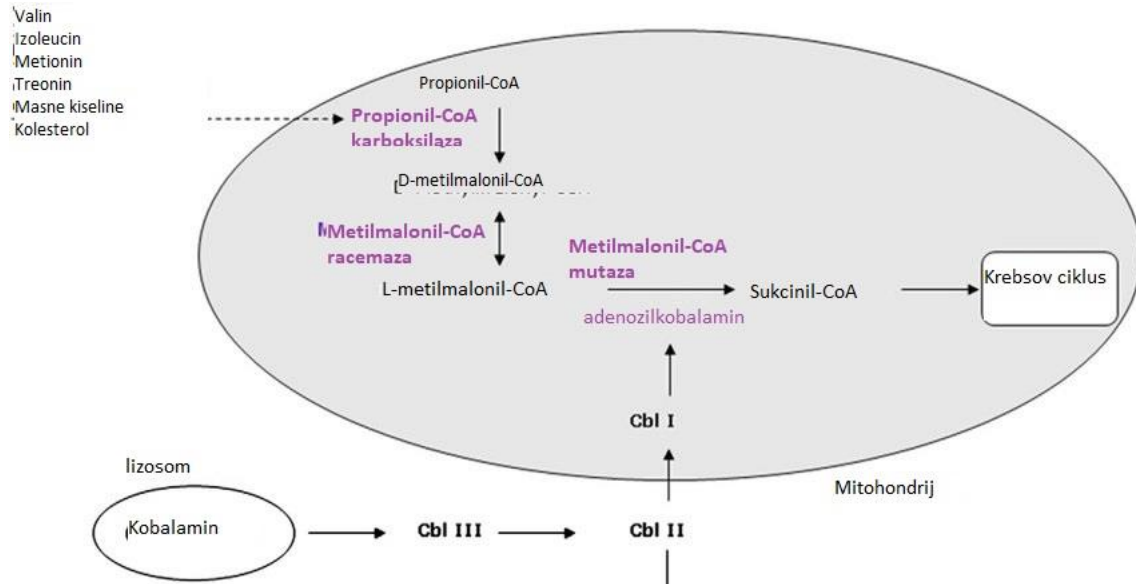 Valin
Izoleucin
Metionin
Treonin
Masne kiseline
Kolesterol
Propionil-CoA
Propionil-CoA
karboksilaza
D-metilmalonil-CoA
Metilmalonil-CoA
racemaza
Metilmalonil-CoA
mutaza
L-metilmalonil-CoA
Sukcinil-CoA
Krebsov ciklus
adenozilkobalamin
Cbl I
lizosom
Mitohondrij
Kobalamin
Cbl III
Cbl II